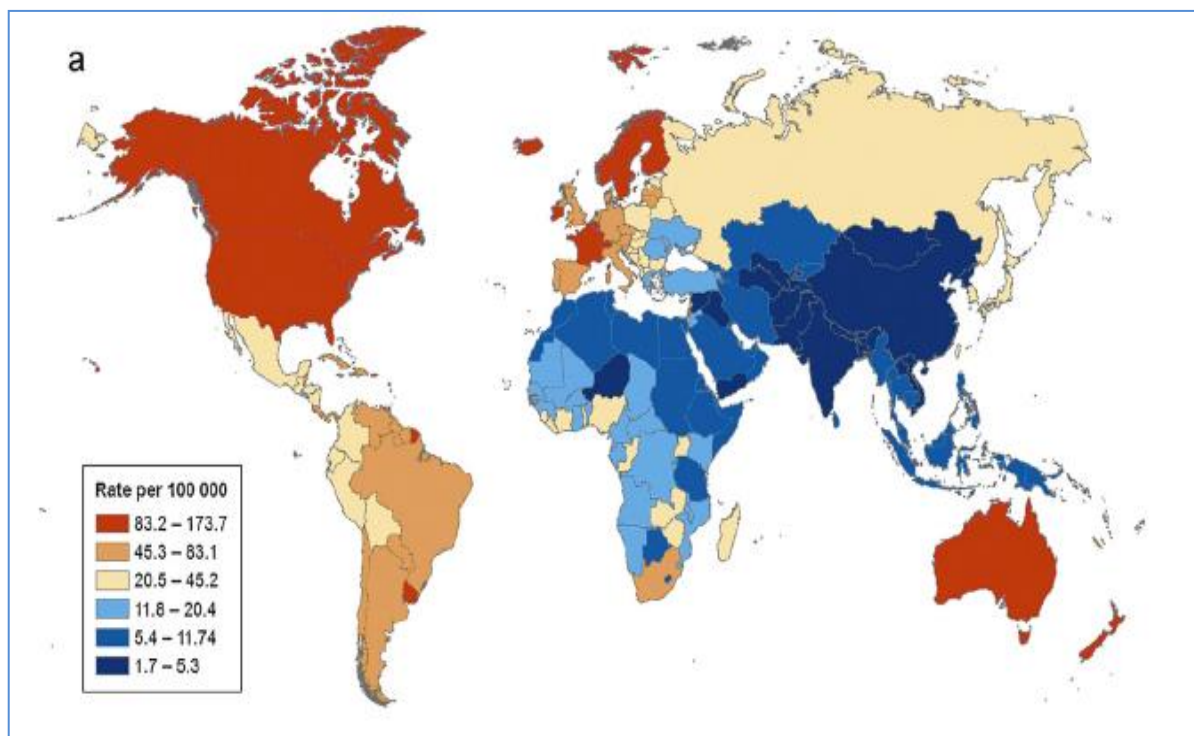 a
Rate per 100 000
83.2 – 173.7
45.3 – 83.1
20.5 – 45.2
11.8 – 20.4
5.4 – 11.74
1.7 – 5.3